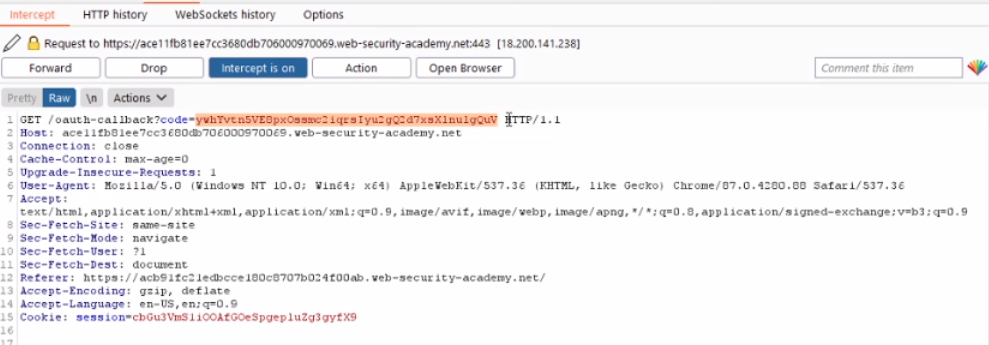 Intercept HTTP history WebSockets history Options
Request to https://ace11fb81ee7cc3680db706000970069.web-security-academy.net:443 [18.200.141.238]
Forward Drop Intercept is on Action Open Browser Comment this item
Pretty Raw \n Actions
1 GET /oauth-callback?code= HTTP/1.1
2 Host: ace11fb81ee7cc3680db706000970069.web-security-academy.net
3 Connection: close
4 Cache-Control: max-age=0
5 Upgrade-Insecure-Requests: 1
6 User-Agent: Mozilla/5.0 (Windows NT 10.0; Win64; x64) AppleWebKit/537.36 (KHTML, like Gecko) Chrome/87.0.4280.88 Safari/537.36
7 Accept:
text/html,application/xhtml+xml,application/xml;q=0.9,image/avif,image/webp,image/apng,*/*;q=0.8,application/signed-exchange;v=b3;q=0.9
8 Sec-Fetch-Site: same-site
9 Sec-Fetch-Mode: navigate
10 Sec-Fetch-User: ?1
11 Sec-Fetch-Dest: document
12 Referer: https://acb91fc21edbcce180c8707b024f00ab.web-security-academy.net/
13 Accept-Encoding: gzip, deflate
14 Accept-Language: en-US,en;q=0.9
15 Cookie: session=
16
17